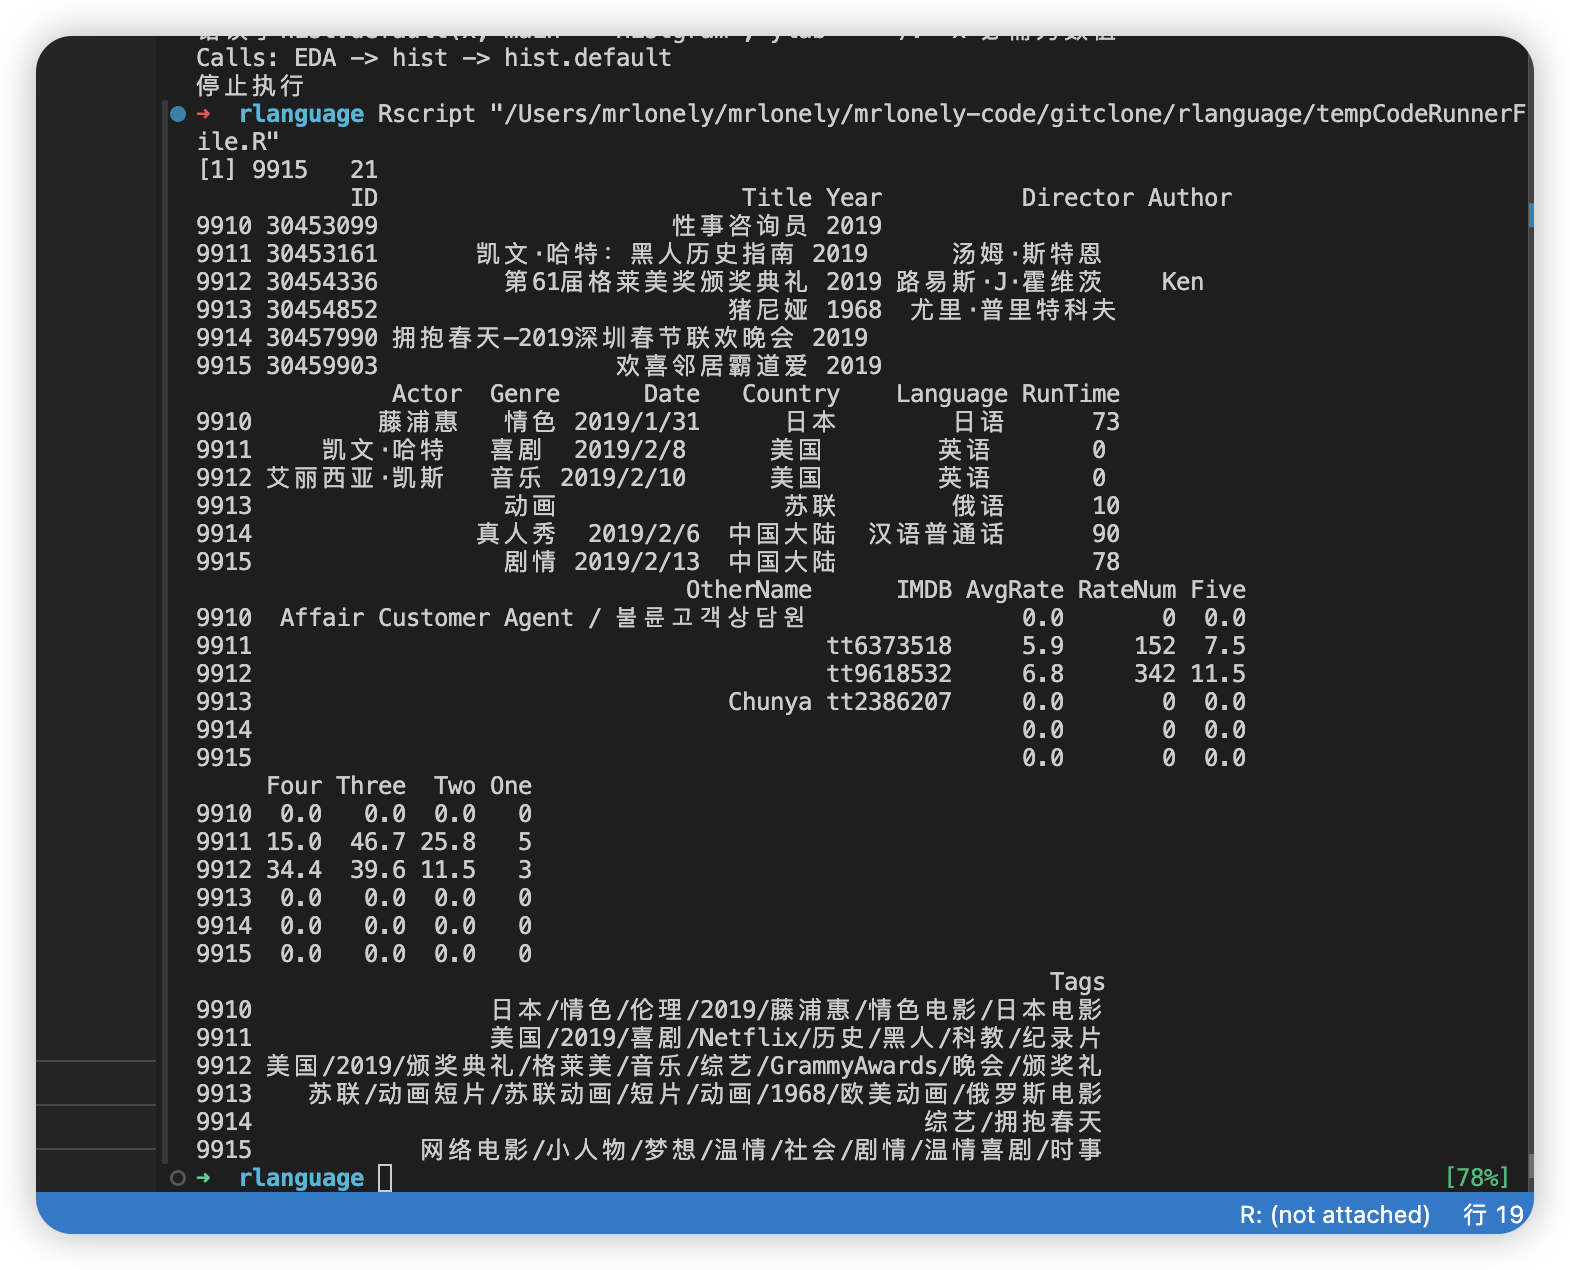 Calls: EDA -> hist -> hist.default
停止执行
→ rlanguage Rscript "/Users/mrlonely/mrlonely/mrlonely-code/gitclone/rlanguage/tempCodeRunnerF
ile.R"
[1] 9915 21
ID Title Year Director Author
9910 30453099 性事咨询员 2019
9911 30453161 凯文·哈特：黑人历史指南 2019 汤姆·斯特恩
9912 30454336 第61届格莱美奖颁奖典礼 2019 路易斯·J·霍维茨 Ken
9913 30454852 猪尼娅 1968 尤里·普里特科夫
9914 30457990 拥抱春天—2019深圳春节联欢晚会 2019
9915 30459903 欢喜邻居霸道爱 2019
Actor Genre Date Country Language RunTime
9910 藤浦惠 情色 2019/1/31 日本 日语 73
9911 凯文·哈特 喜剧 2019/2/8 美国 英语 0
9912 艾丽西亚·凯斯 音乐 2019/2/10 美国 英语 0
9913 动画 苏联 俄语 10
9914 真人秀 2019/2/6 中国大陆 汉语普通话 90
9915 剧情 2019/2/13 中国大陆 78
OtherName IMDB AvgRate RateNum Five
9910 Affair Customer Agent / 불륜고객상담원 0.0 0 0.0
9911 tt6373518 5.9 152 7.5
9912 tt9618532 6.8 342 11.5
9913 Chunya tt2386207 0.0 0 0.0
9914 0.0 0 0.0
9915 0.0 0 0.0
Four Three Two One
9910 0.0 0.0 0.0 0
9911 15.0 46.7 25.8 5
9912 34.4 39.6 11.5 3
9913 0.0 0.0 0.0 0
9914 0.0 0.0 0.0 0
9915 0.0 0.0 0.0 0
Tags
9910 日本/情色/伦理/2019/藤浦惠/情色电影/日本电影
9911 美国/2019/喜剧/Netflix/历史/黑人/科教/纪录片
9912 美国/2019/颁奖典礼/格莱美/音乐/综艺/GrammyAwards/晚会/颁奖礼
9913 苏联/动画短片/苏联动画/短片/动画/1968/欧美动画/俄罗斯电影
9914 综艺/拥抱春天
9915 网络电影/小人物/梦想/温情/社会/剧情/温情喜剧/时事
→ rlanguage [78%]
R: (not attached) 行 19